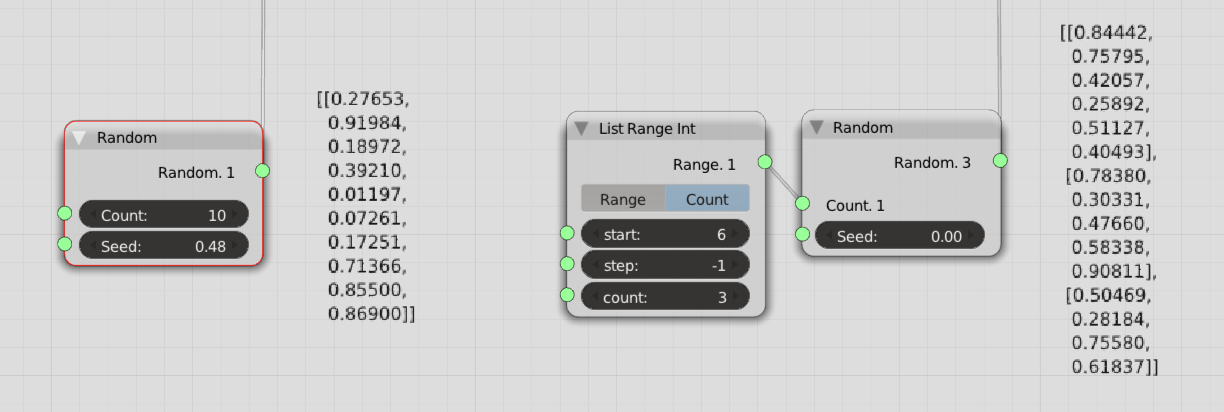 Random
Random. 1
Count: 10
Seed: 0.48
[[0.27653,
0.91984,
0.18972,
0.39210,
0.01197,
0.07261,
0.17251,
0.71366,
0.85500,
0.86900]]
List Range Int
Range. 1
Range Count
start: 6
step: -1
count: 3
Random
Random. 3
Count. 1
Seed: 0.00
[[0.84442,
0.75795,
0.42057,
0.25892,
0.51127,
0.40493],
[0.78380,
0.30331,
0.47660,
0.58338,
0.90811],
[0.50469,
0.28184,
0.75580,
0.61837]]